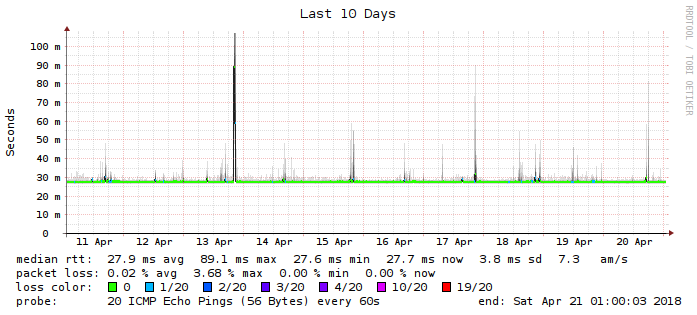 Last 10 Days
RRDTOOL / TOBI OETIKER
Seconds
100 m
90 m
80 m
70 m
60 m
50 m
40 m
30 m
20 m
10 m
0
11 Apr 12 Apr 13 Apr 14 Apr 15 Apr 16 Apr 17 Apr 18 Apr 19 Apr 20 Apr
median rtt: 27.9 ms avg 89.1 ms max 27.6 ms min 27.7 ms now 3.8 ms sd 7.3 am/s
packet loss: 0.02 % avg 3.68 % max 0.00 % min 0.00 % now
loss color: 0 1/20 2/20 3/20 4/20 10/20 19/20
probe: 20 ICMP Echo Pings (56 Bytes) every 60s end: Sat Apr 21 01:00:03 2018